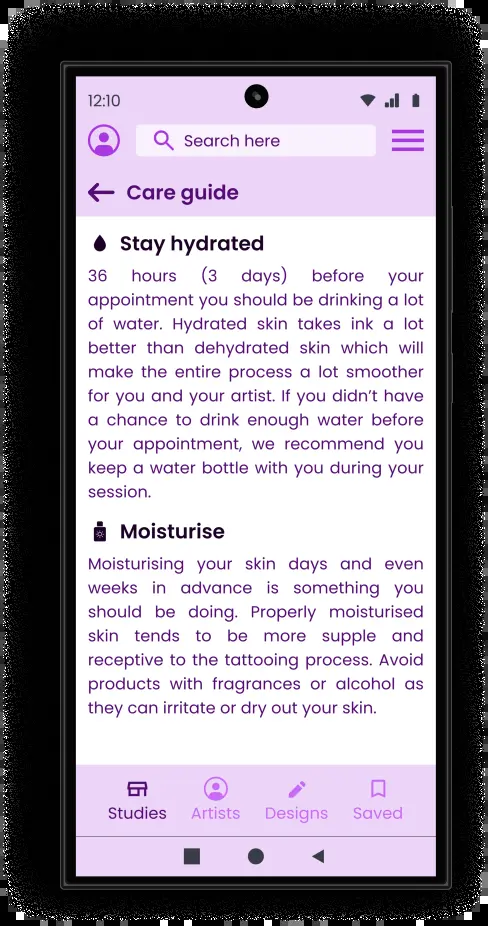 12:10
Search here
Care guide
Stay hydrated
36 hours (3 days) before your
appointment you should be drinking a lot
of water. Hydrated skin takes ink a lot
better than dehydrated skin which will
make the entire process a lot smoother
for you and your artist. If you didn’t have
a chance to drink enough water before
your appointment, we recommend you
keep a water bottle with you during your
session.
Moisturise
Moisturising your skin days and even
weeks in advance is something you
should be doing. Properly moisturised
skin tends to be more supple and
receptive to the tattooing process. Avoid
products with fragrances or alcohol as
they can irritate or dry out your skin.
Studies Artists Designs Saved